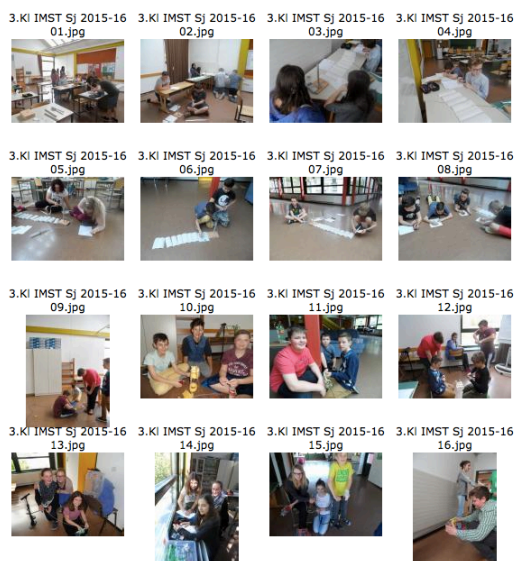 3.Kl IMST Sj 2015-16
01.jpg
3.Kl IMST Sj 2015-16
02.jpg
3.Kl IMST Sj 2015-16
03.jpg
3.Kl IMST Sj 2015-16
04.jpg
3.Kl IMST Sj 2015-16
05.jpg
3.Kl IMST Sj 2015-16
06.jpg
3.Kl IMST Sj 2015-16
07.jpg
3.Kl IMST Sj 2015-16
08.jpg
3.Kl IMST Sj 2015-16
09.jpg
3.Kl IMST Sj 2015-16
10.jpg
3.Kl IMST Sj 2015-16
11.jpg
3.Kl IMST Sj 2015-16
12.jpg
3.Kl IMST Sj 2015-16
13.jpg
3.Kl IMST Sj 2015-16
14.jpg
3.Kl IMST Sj 2015-16
15.jpg
3.Kl IMST Sj 2015-16
16.jpg